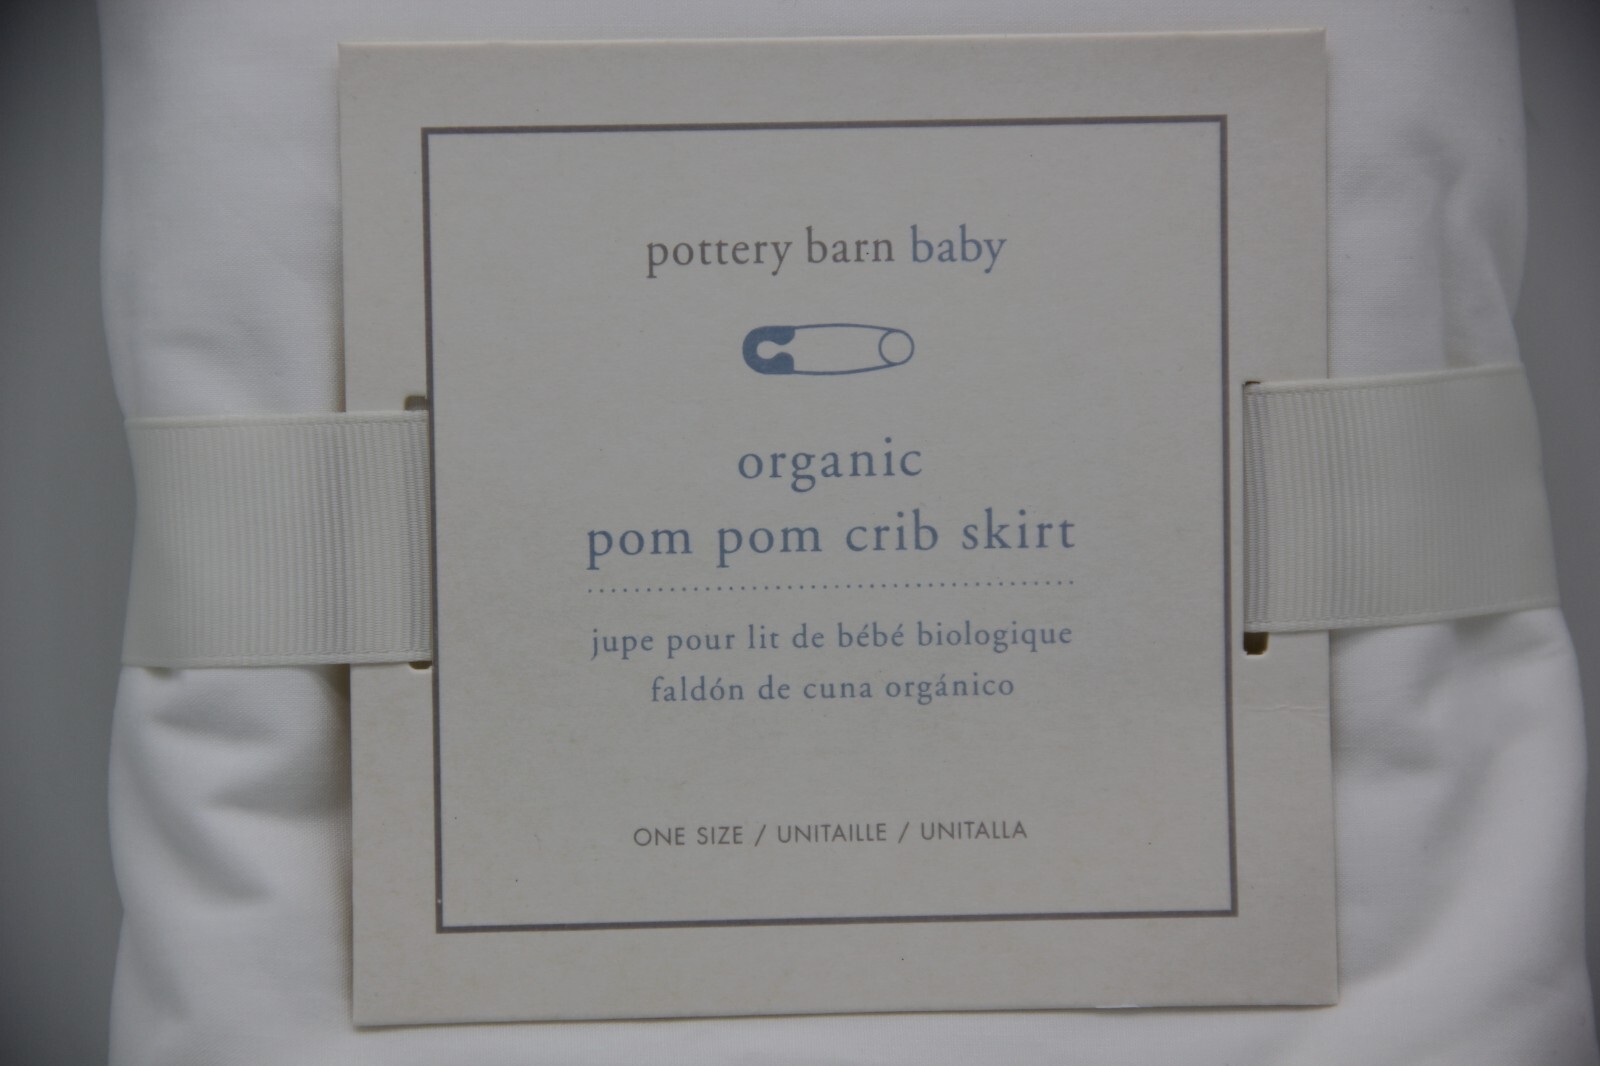 pottery barn baby
organic
pom pom crib skirt
jupe pour lit de bébé biologique
faldón de cuna orgánico
ONE SIZE / UNITAILLE / UNITALLA